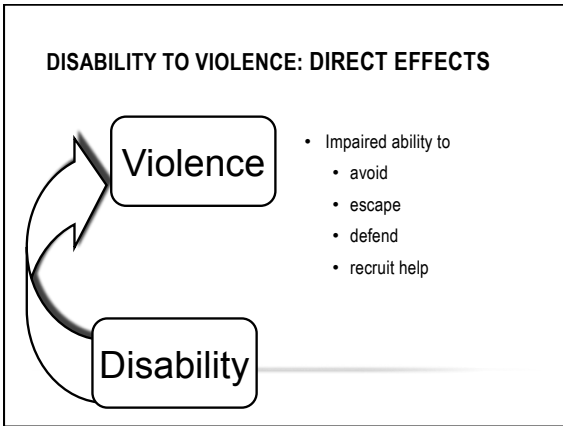 DISABILITY TO VIOLENCE: DIRECT EFFECTS
Violence
• Impaired ability to
• avoid
• escape
• defend
• recruit help
Disability